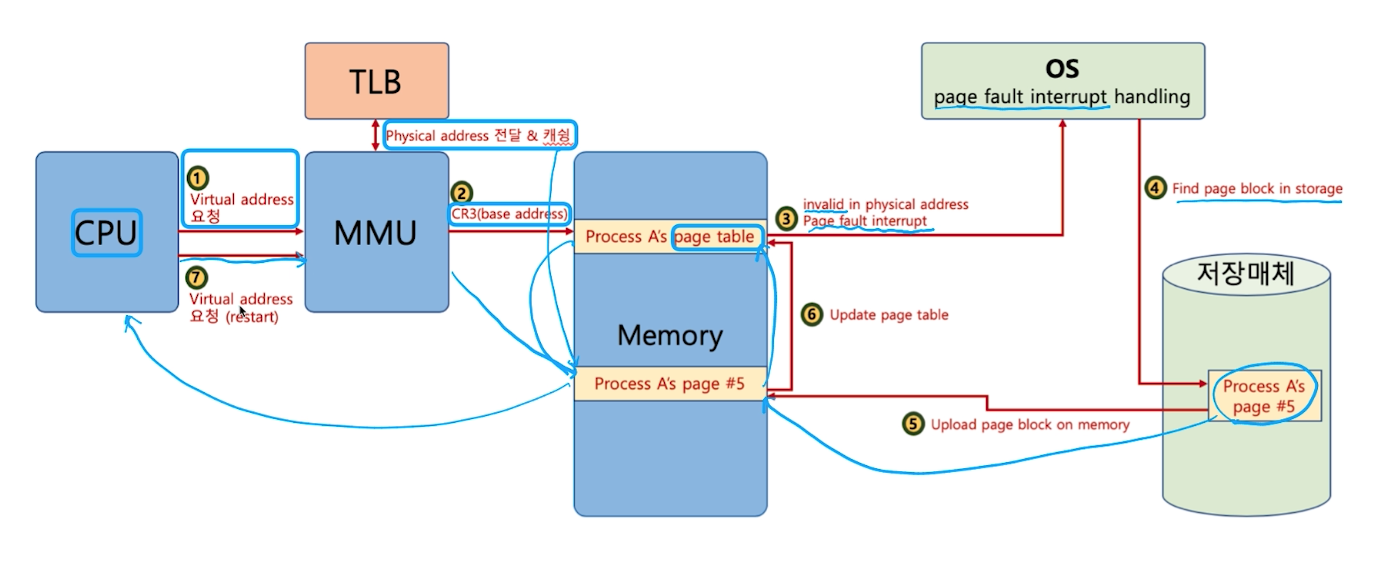 TLB
OS
page fault interrupt handling
Physical address 전달 & 캐슁
1
Virtual address
요청
2
CR3(base address)
CPU
MMU
Process A's page table
3
invalid in physical address
Page fault interrupt
4
Find page block in storage
저장매체
7
Virtual address
요청 (restart)
6
Update page table
Memory
Process A's page #5
Process A's
page #5
5
Upload page block on memory